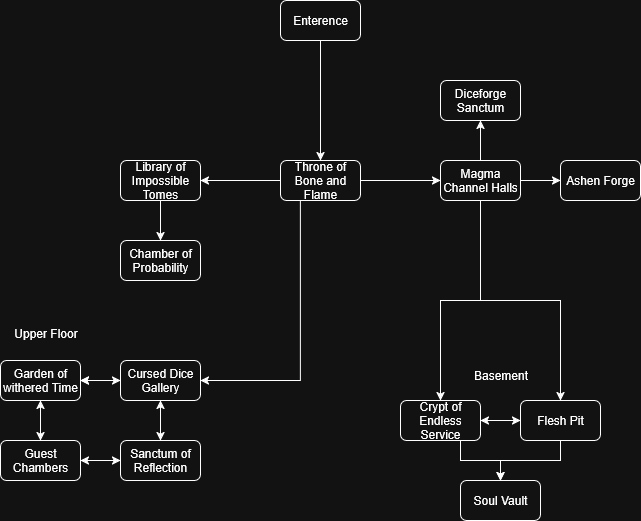 Enterence
Diceforge
Sanctum
Library of
Impossible
Tomes
Throne of
Bone and
Flame
Magma
Channel Halls
Ashen Forge
Chamber of
Probability
Upper Floor
Garden of
withered Time
Cursed Dice
Gallery
Basement
Crypt of
Endless
Service
Flesh Pit
Guest
Chambers
Sanctum of
Reflection
Soul Vault